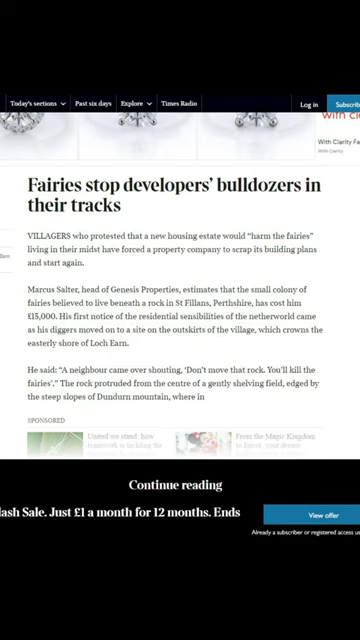 Today's sections Past six days Explore Times Radio Log in
With Clarity Fa
With Clarity
Fairies stop developers' bulldozers in
their tracks
VILLAGERS who protested that a new housing estate would “harm the fairies”
living in their midst have forced a property company to scrap its building plans
and start again.
Marcus Salter, head of Genesis Properties, estimates that the small colony of
fairies believed to live beneath a rock in St Fillans, Perthshire, has cost him
£15,000. His first notice of the residential sensibilities of the netherworld came
as his diggers moved on to a site on the outskirts of the village, which crowns the
easterly shore of Loch Earn.
He said: “A neighbour came over shouting, ‘Don't move that rock. You'll kill the
fairies’.” The rock protruded from the centre of a gently shelving field, edged by
the steep slopes of Dundurn mountain, where in
SPONSORED
United we stand: how
teamwork is tackling the
From the Magic Kingdom
to Epcot, your dream
Continue reading
lash Sale. Just £1 a month for 12 months. Ends
View offer
Already a subscriber or registered access us